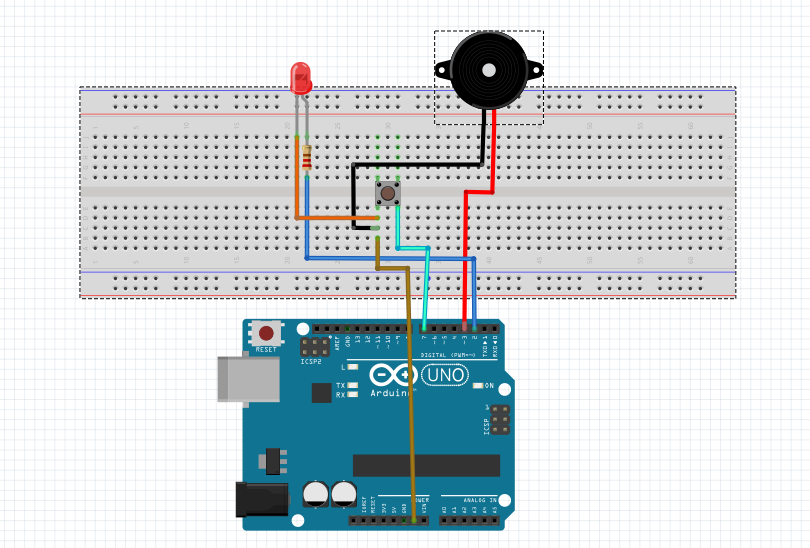 RESET
ICSP2
AREF
GND
13
12
~11
~10
~9
8
7
~6
~5
4
~3
2
TX▶1
RX◀0
DIGITAL (PWM~)
L
TX
RX
Arduino
UNO
ON
ICSP
IOREF
RESET
3V3
5V
GND
VIN
POWER
ANALOG IN
A0
A1
A2
A3
A4
A5